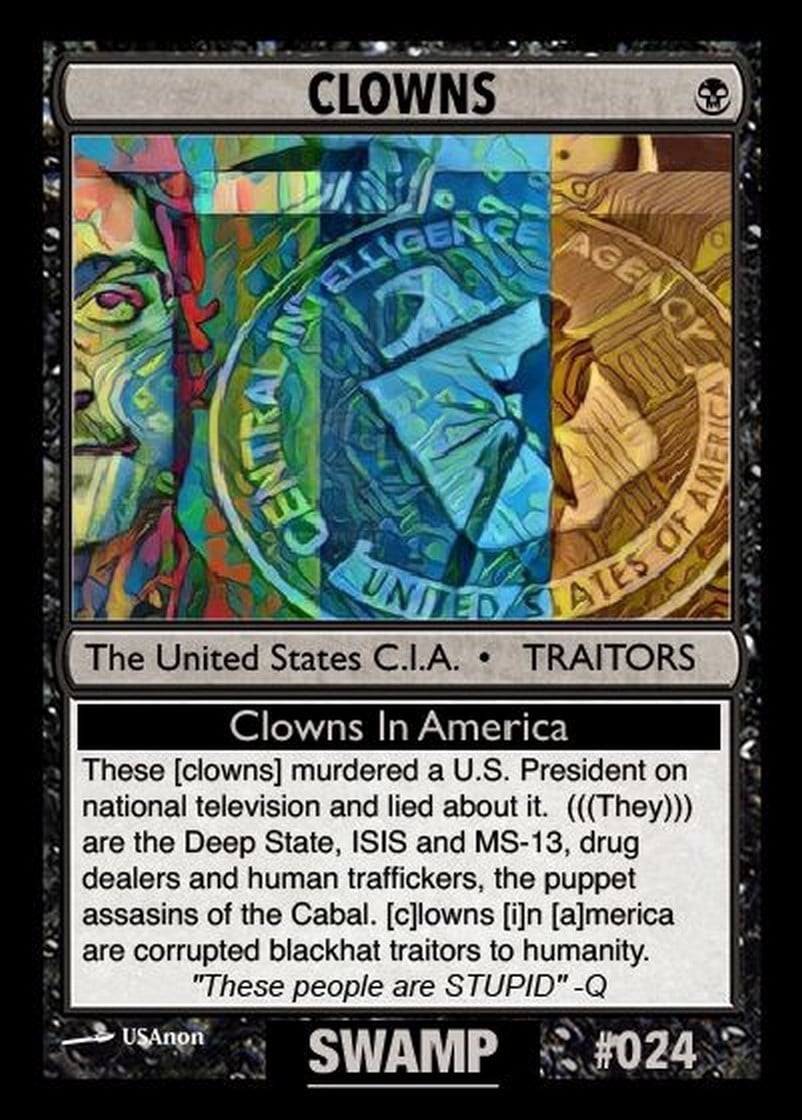 CLOWNS
CENTRAL INTELLIGENCE AGENCY
UNITED STATES OF AMERICA
The United States C.I.A. • TRAITORS
Clowns In America
These [clowns] murdered a U.S. President on
national television and lied about it. (((They)))
are the Deep State, ISIS and MS-13, drug
dealers and human traffickers, the puppet
assasins of the Cabal. [c]lowns [i]n [a]merica
are corrupted blackhat traitors to humanity.
"These people are STUPID" -Q
USAnon
SWAMP
#024